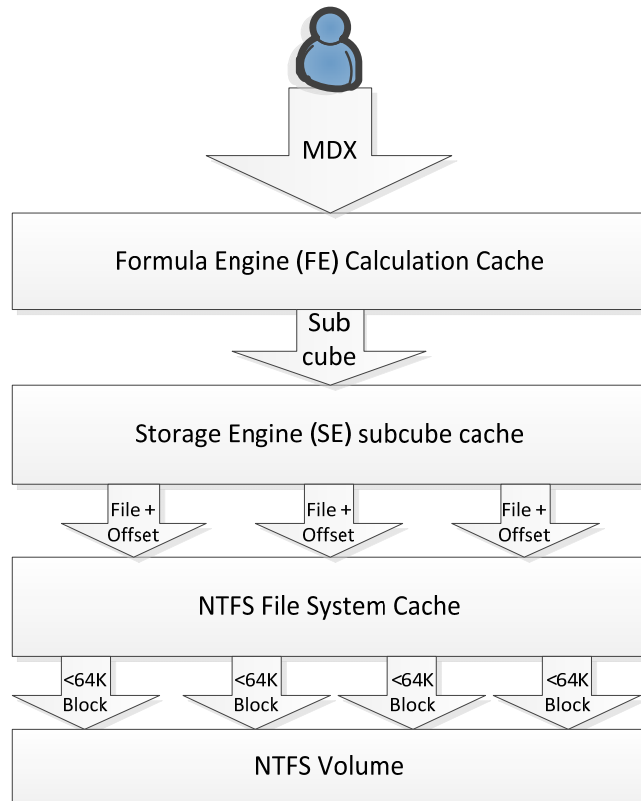 MDX
Formula Engine (FE) Calculation Cache
Sub
cube
Storage Engine (SE) subcube cache
File +
Offset
File +
Offset
File +
Offset
NTFS File System Cache
<64K
Block
<64K
Block
<64K
Block
<64K
Block
NTFS Volume